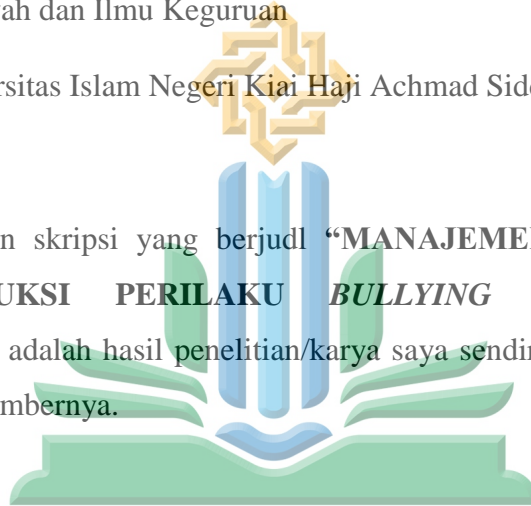 ah dan Ilmu Keguruan
rsitas Islam Negeri Kiai Haji Achmad Sid
n skripsi yang berjudl “MANAJEME
UKSI PERILAKU BULLYING
adalah hasil penelitian/karya saya sendir
mbernya.